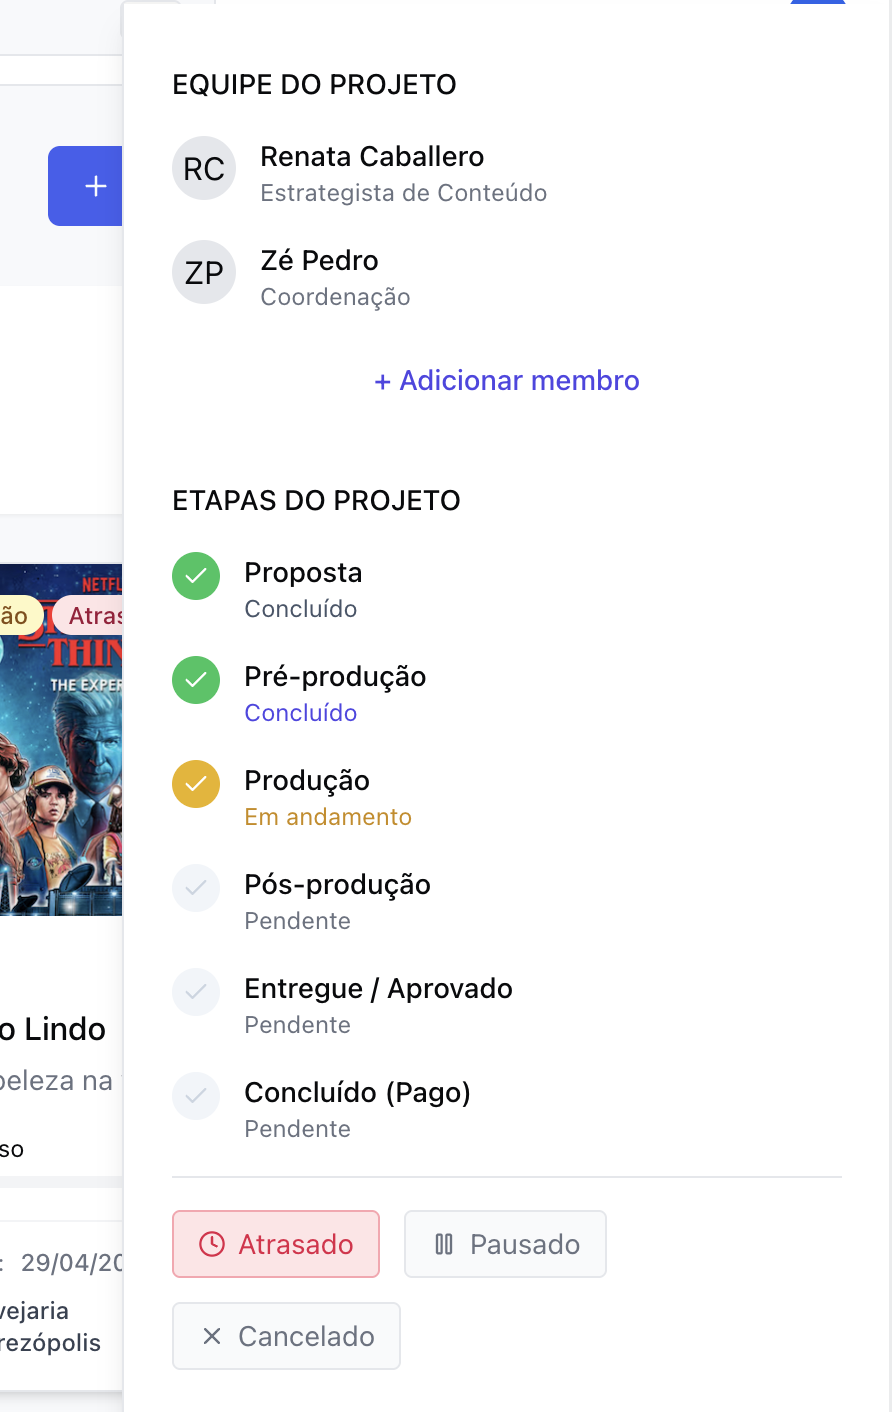 EQUIPE DO PROJETO
RC
Renata Caballero
Estrategista de Conteúdo
ZP
Zé Pedro
Coordenação
+ Adicionar membro
ETAPAS DO PROJETO
Proposta
Concluído
Pré-produção
Concluído
Produção
Em andamento
Pós-produção
Pendente
Entregue / Aprovado
Pendente
Concluído (Pago)
Pendente
Atrasado
Pausado
Cancelado
+
ão
Atras
NETFL
THIN
THE EXPER
o Lindo
beleza na
so
: 29/04/20
vejaria
rezópolis